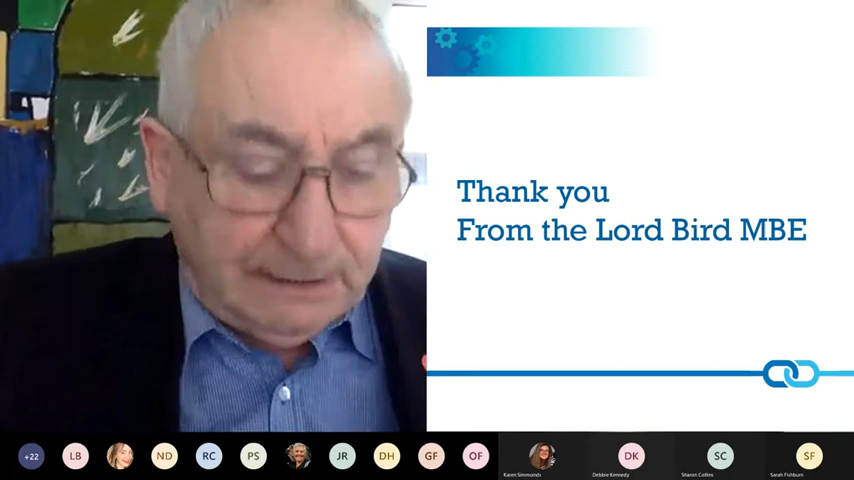 Thank you
From the Lord Bird MBE
+22
LB
ND
RC
PS
JR
DH
GF
OF
DK
SC
SF
Karen Simmonds
Debbie Kennedy
Sharon Collins
Sarah Fishburn